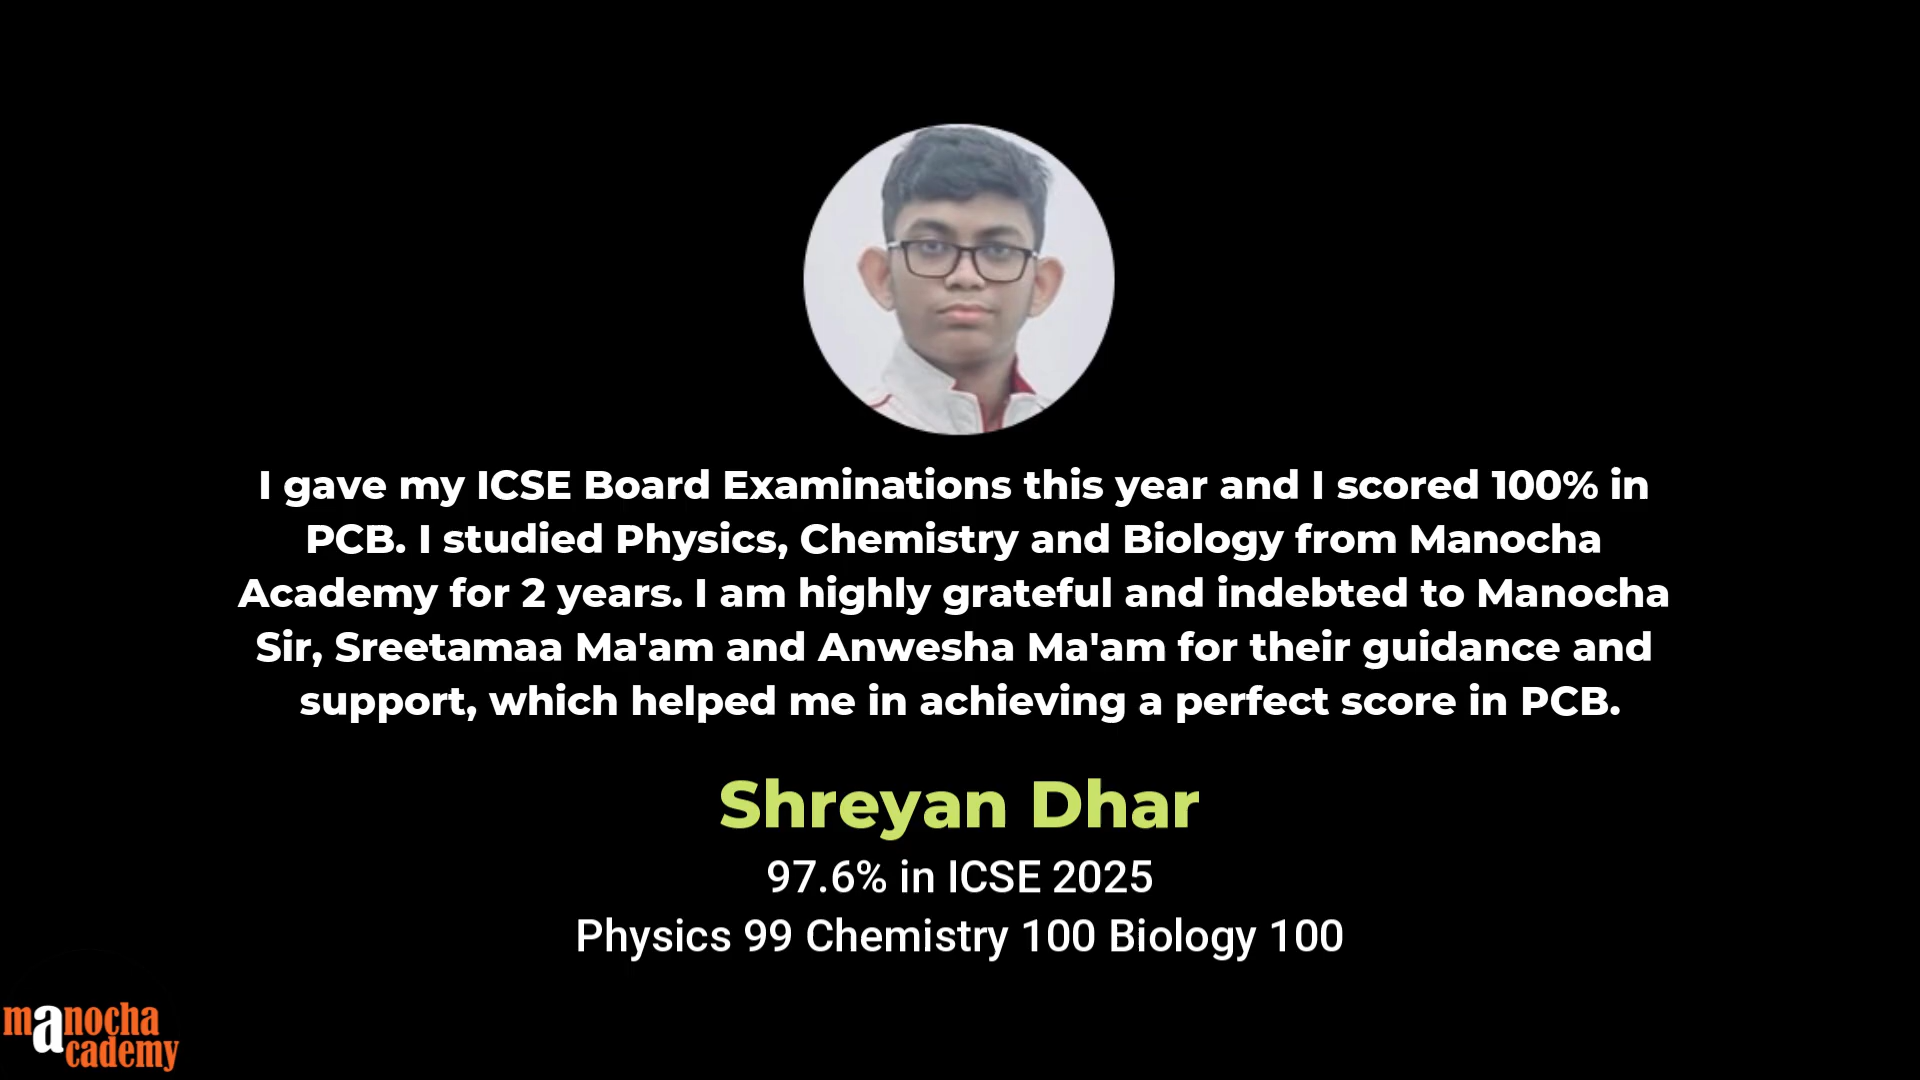 I gave my ICSE Board Examinations this year and I scored 100% in
PCB. I studied Physics, Chemistry and Biology from Manocha
Academy for 2 years. I am highly grateful and indebted to Manocha
Sir, Sreetamaa Ma'am and Anwesha Ma'am for their guidance and
support, which helped me in achieving a perfect score in PCB.
Shreyan Dhar
97.6% in ICSE 2025
Physics 99 Chemistry 100 Biology 100
manocha
academy